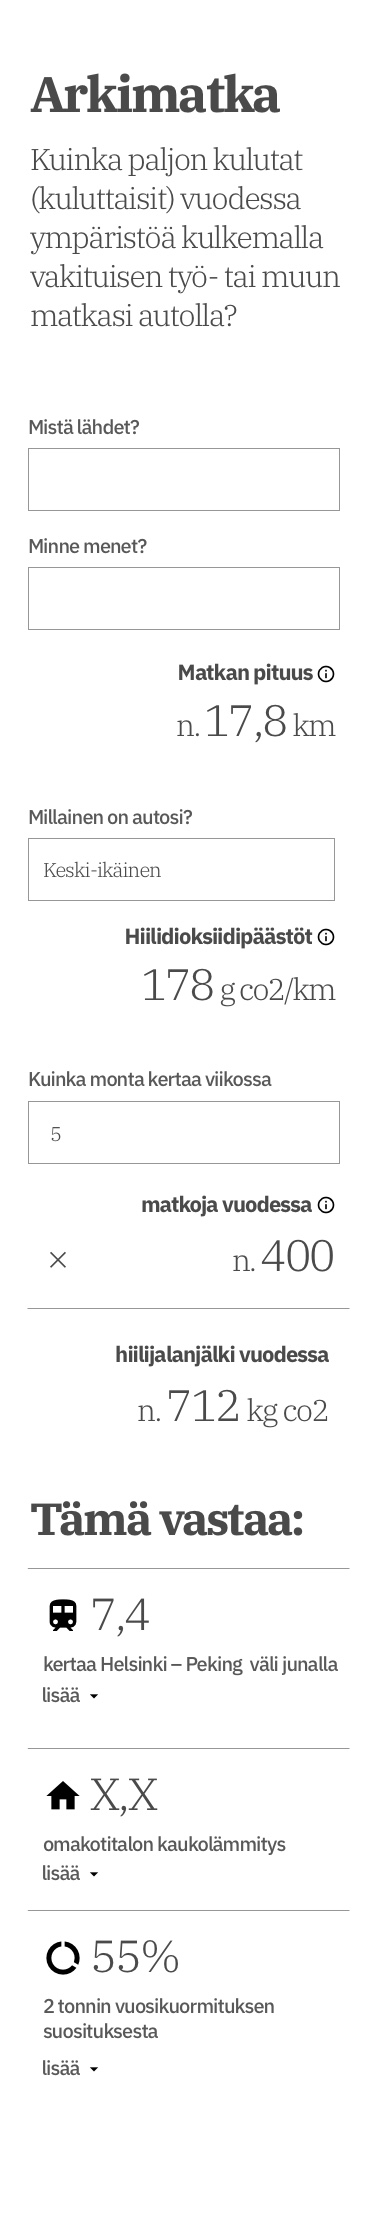 Arkimatka
Kuinka paljon kulutat
(kuluttaisit) vuodessa
ympäristöä kulkemalla
vakituisen työ- tai muun
matkasi autolla?
Mistä lähdet?
Minne menet?
Matkan pituus
n. 17,8 km
Millainen on autosi?
Keski-ikäinen
Hiilidioksiidipäästöt
178 g co2/km
Kuinka monta kertaa viikossa
5
matkoja vuodessa
× n. 400
hiilijalanjälki vuodessa
n. 712 kg co2
Tämä vastaa:
7,4
kertaa Helsinki – Peking väli junalla
lisää
X,X
omakotitalon kaukolämmitys
lisää
55%
2 tonnin vuosikuormituksen
suosituksesta
lisää